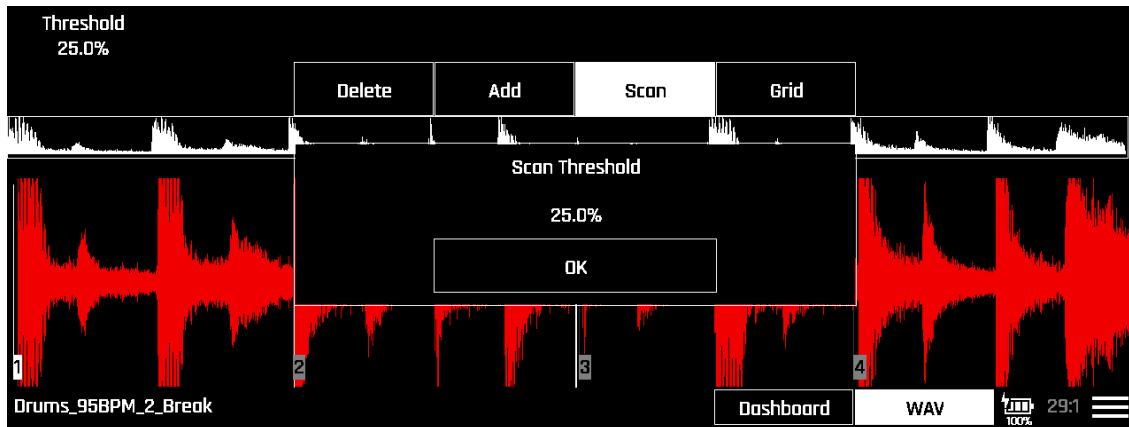 Threshold
25.0%
Delete Add Scan Grid
Scan Threshold
25.0%
OK
1 2 3 4
Drums_95BPM_2_Break Dashboard WAV 100% 29:1